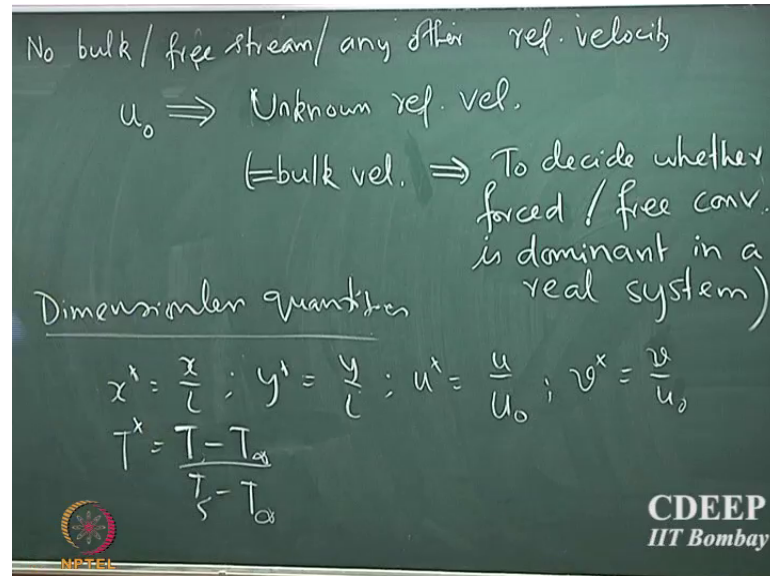 No bulk / free stream / any other ref. velocity
u₀ ⟹ Unknown ref. vel.
(=bulk vel. ⟹ To decide whether
forced / free conv.
is dominant in a
real system)
Dimensionless quantities
x* = x/L ; y* = y/L ; u* = u/u₀ ; v* = v/u₀
T* = (T - T∞)/(Ts - T∞)
CDEEP
IIT Bombay
NPTEL